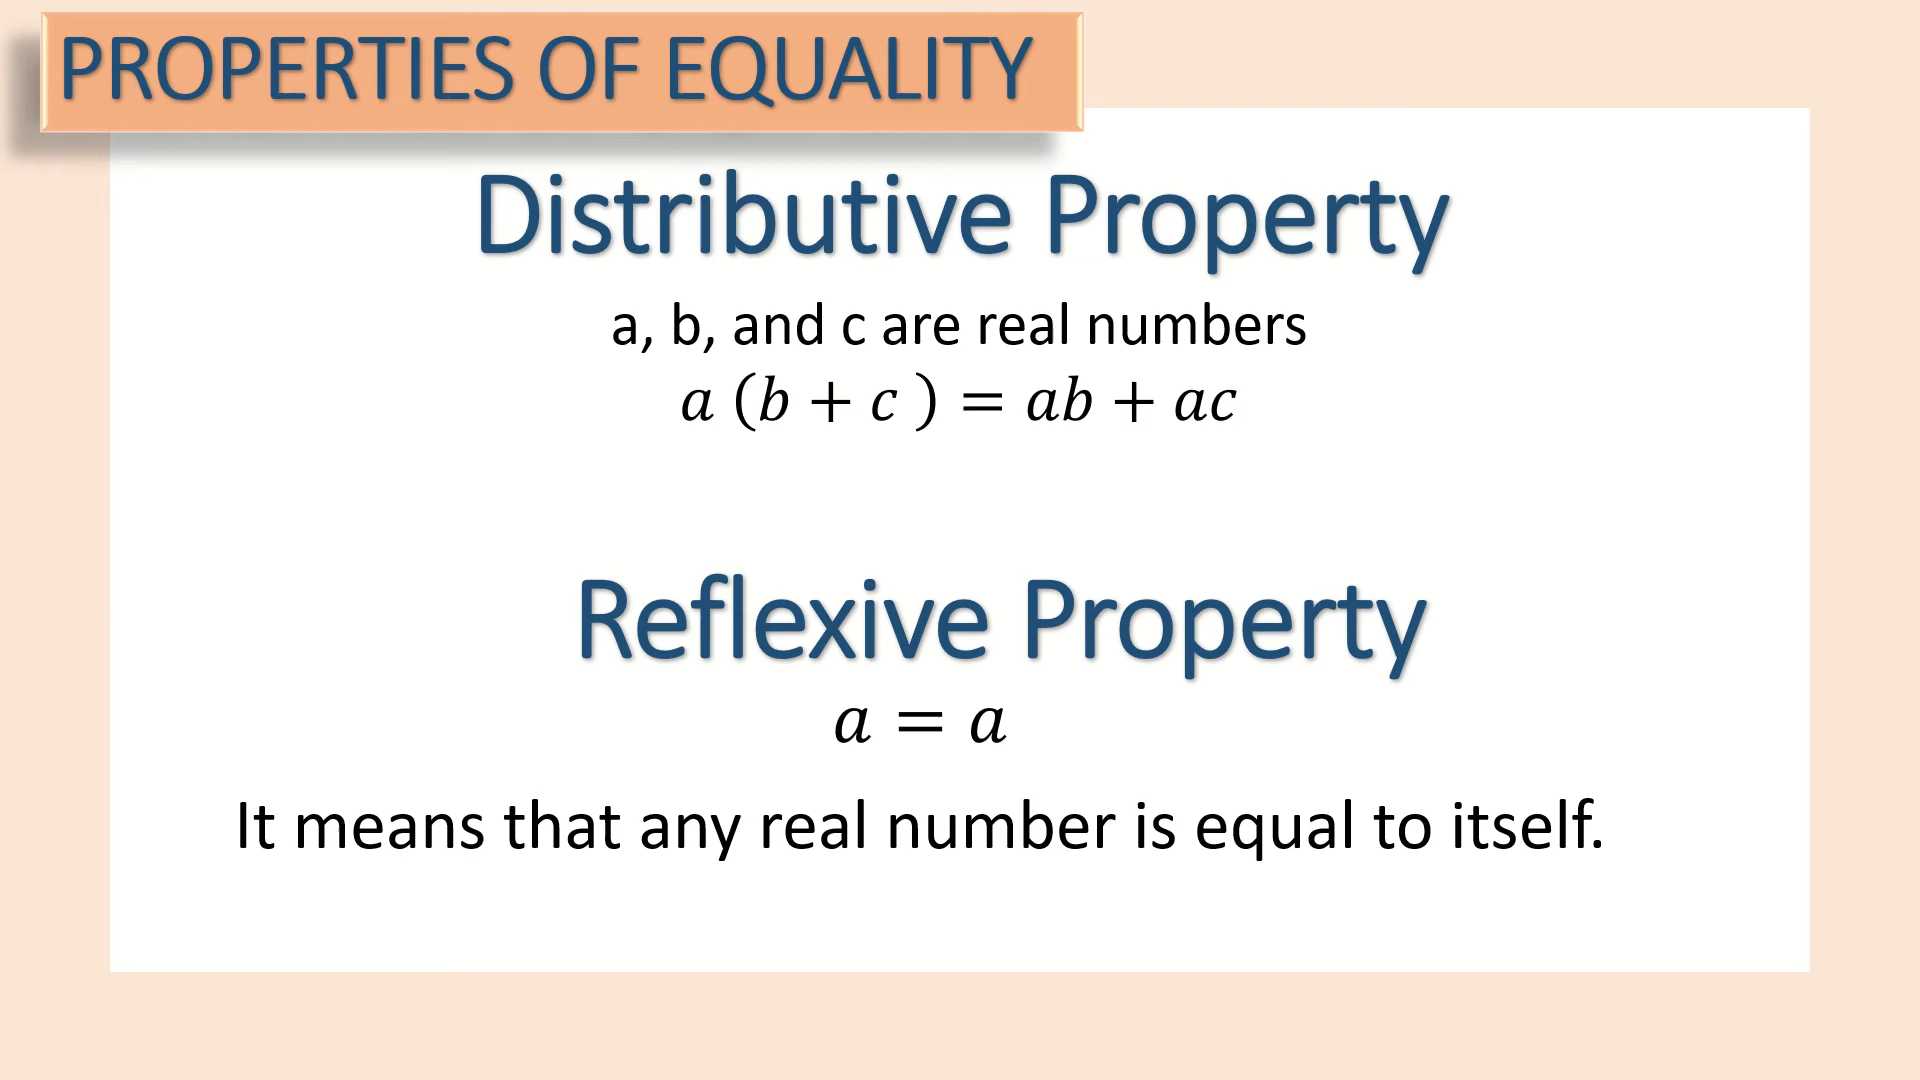 PROPERTIES OF EQUALITY
Distributive Property
a, b, and c are real numbers
a (b + c ) = ab + ac
Reflexive Property
a = a
It means that any real number is equal to itself.